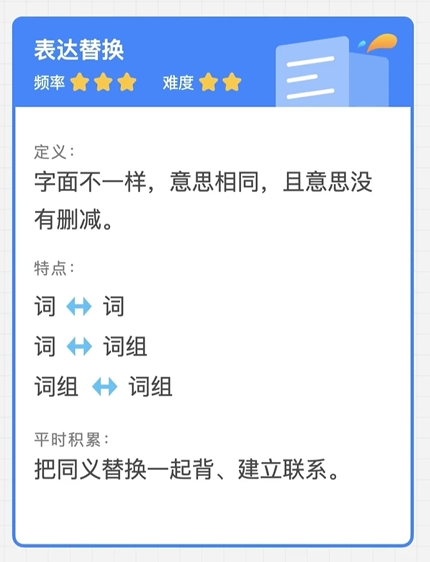 表达替换
频率 难度
定义：
字面不一样，意思相同，且意思没
有删减。
特点：
词 词
词 词组
词组 词组
平时积累：
把同义替换一起背、建立联系。